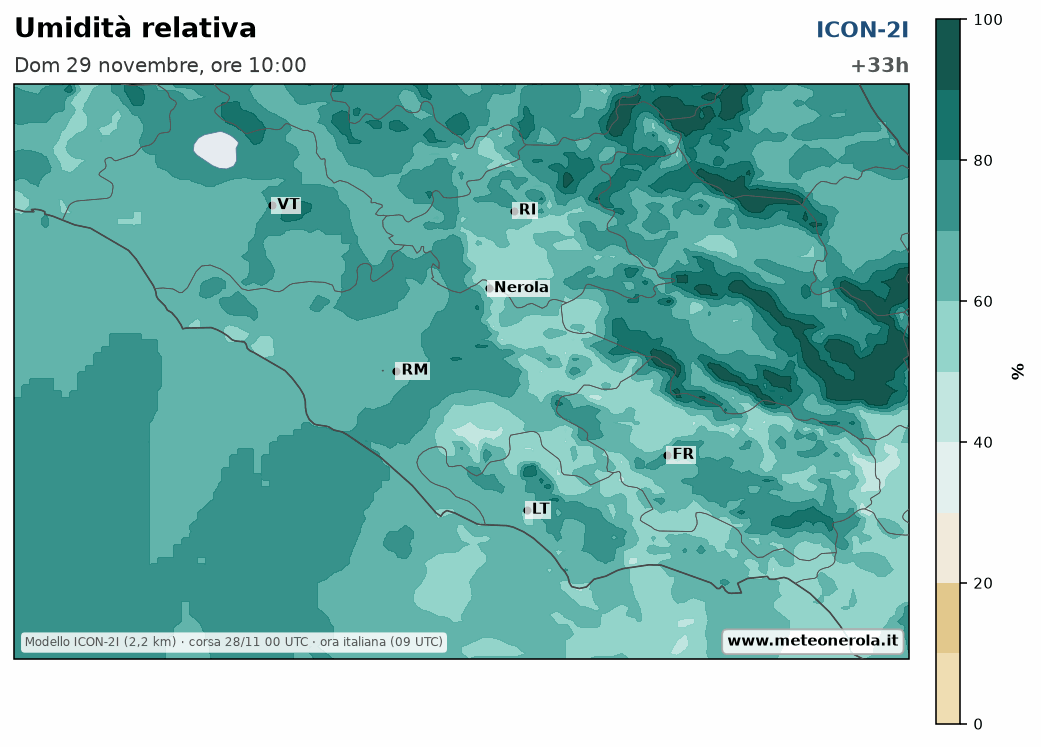 Umidità relativa
ICON-2I
Dom 29 novembre, ore 10:00
+33h
100
80
60
40
20
0
%
VT
RI
Nerola
RM
FR
LT
Modello ICON-2I (2,2 km) · corsa 28/11 00 UTC · ora italiana (09 UTC)
www.meteonerola.it